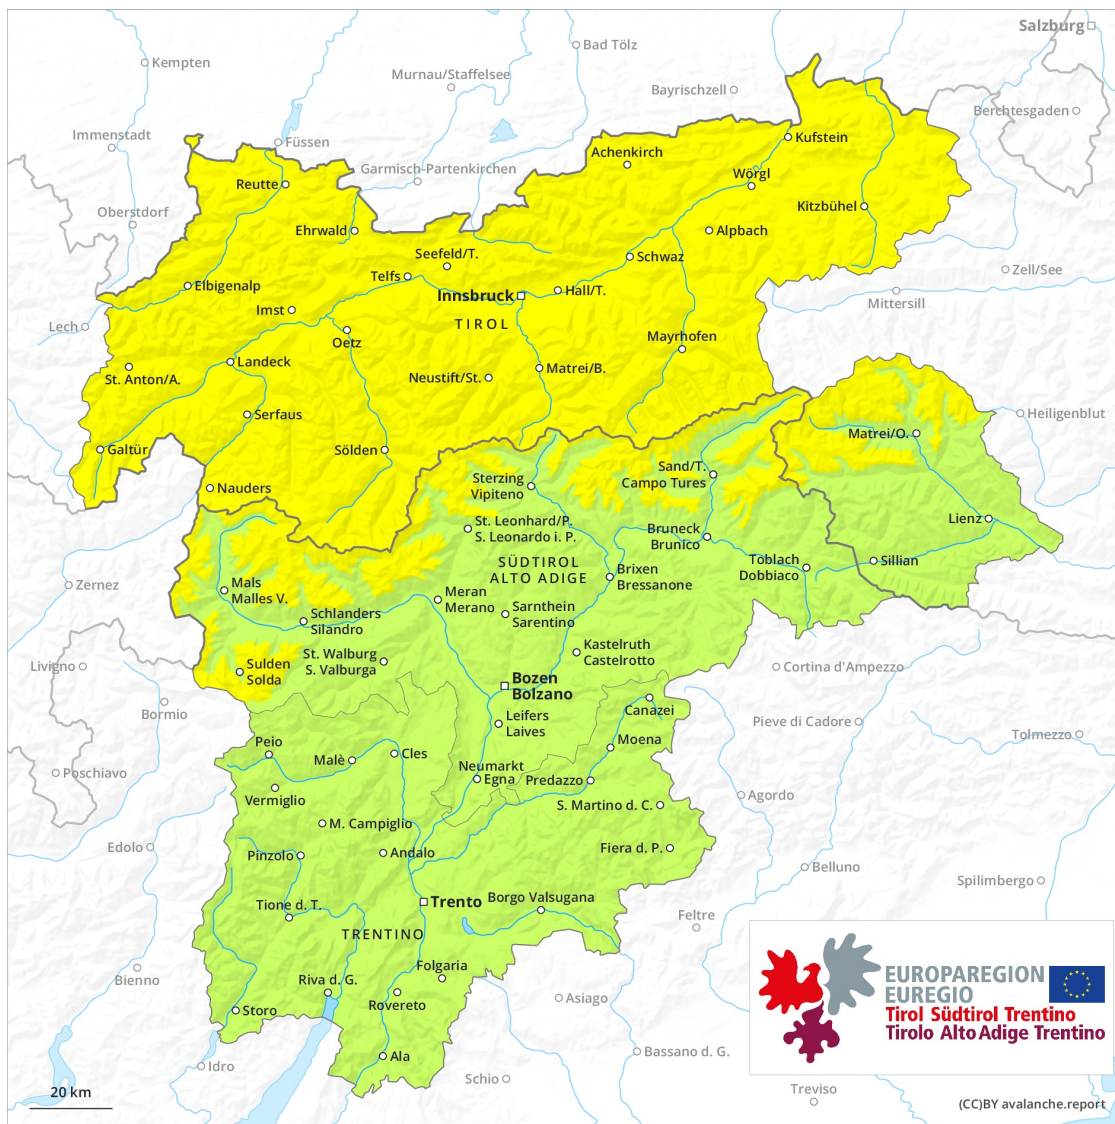 Salzburg
Bad Tölz
Kempten
Murnau/Staffelsee
Bayrischzell
Berchtesgaden
Immenstadt
Füssen
Kufstein
Achenkirch
Garmisch-Partenkirchen
Wörgl
Reutte
Oberstdorf
Kitzbühel
Ehrwald
Alpbach
Seefeld/T.
Schwaz
Zell/See
Telfs
Elbigenalp
Hall/T.
Innsbruck
Mittersill
Imst
TIROL
Lech
Oetz
Mayrhofen
Landeck
Matrei/B.
St. Anton/A.
Neustift/St.
Serfaus
Heiligenblut
Matrei/O.
Galtür
Sölden
Sand/T.
Campo Tures
Sterzing
Vipiteno
Nauders
Lienz
St. Leonhard/P.
S. Leonardo i. P.
Bruneck
Brunico
SÜDTIROL
ALTO ADIGE
Toblach
Dobbiaco
Sillian
Brixen
Bressanone
Zernez
Mals
Malles V.
Meran
Merano
Sarnthein
Sarentino
Schlanders
Silandro
Kastelruth
Castelrotto
St. Walburg
S. Valburga
Livigno
Sulden
Solda
Cortina d'Ampezzo
Bozen
Bolzano
Bormio
Canazei
Leifers
Laives
Pieve di Cadore
Tolmezzo
Peio
Moena
Cles
Malè
Poschiavo
Neumarkt
Egna
Predazzo
Vermiglio
Agordo
S. Martino d. C.
M. Campiglio
Edolo
Pinzolo
Andalo
Fiera d. P.
Belluno
Spilimbergo
Borgo Valsugana
Trento
Tione d. T.
Feltre
TRENTINO
Folgaria
Bienno
Riva d. G.
EUROPAREGION
EUREGIO
Tirol Südtirol Trentino
Tirolo Alto Adige Trentino
Asiago
Rovereto
Storo
Bassano d. G.
Ala
Idro
Schio
Treviso
20 km
(CC)BY avalanche.report